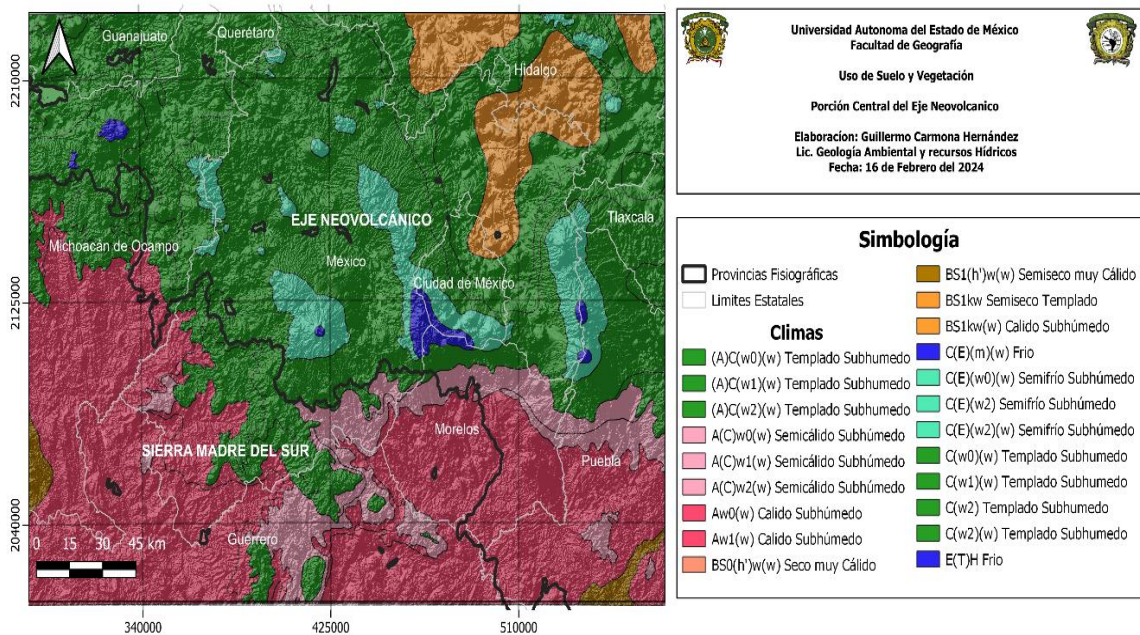 Universidad Autonoma del Estado de México
Facultad de Geografía
Uso de Suelo y Vegetación
Porción Central del Eje Neovolcanico
Elaboracíon: Guillermo Carmona Hernández
Lic. Geología Ambiental y recursos Hídricos
Fecha: 16 de Febrero del 2024
Guanajuato
Querétaro
Hidalgo
Tlaxcala
EJE NEOVOLCÁNICO
Michoacán de Ocampo
México
Ciudad de México
Morelos
SIERRA MADRE DEL SUR
Puebla
Guerrero
0 15 30 45 km
2210000
2125000
2040000
340000
425000
510000
Simbología
Provincias Fisiográficas
Limites Estatales
Climas
(A)C(w0)(w) Templado Subhumedo
(A)C(w1)(w) Templado Subhumedo
(A)C(w2)(w) Templado Subhumedo
A(C)w0(w) Semicálido Subhúmedo
A(C)w1(w) Semicálido Subhúmedo
A(C)w2(w) Semicálido Subhúmedo
Aw0(w) Calido Subhúmedo
Aw1(w) Calido Subhúmedo
BS0(h')w(w) Seco muy Cálido
BS1(h')w(w) Semiseco muy Cálido
BS1kw Semiseco Templado
BS1kw(w) Calido Subhúmedo
C(E)(m)(w) Frio
C(E)(w0)(w) Semifrío Subhúmedo
C(E)(w2) Semifrío Subhúmedo
C(E)(w2)(w) Semifrío Subhúmedo
C(w0)(w) Templado Subhumedo
C(w1)(w) Templado Subhumedo
C(w2) Templado Subhumedo
C(w2)(w) Templado Subhumedo
E(T)H Frio